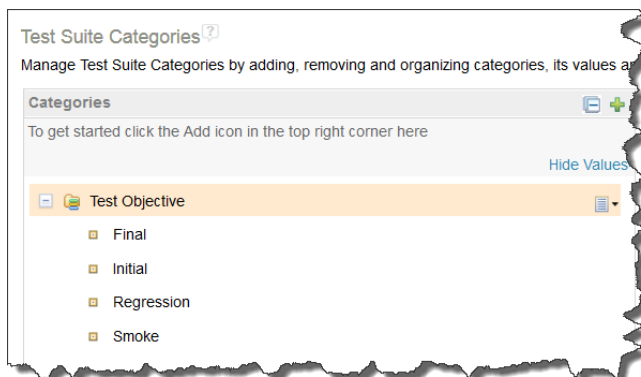 Test Suite Categories ?
Manage Test Suite Categories by adding, removing and organizing categories, its values
Categories
To get started click the Add icon in the top right corner here
Hide Values
Test Objective
Final
Initial
Regression
Smoke